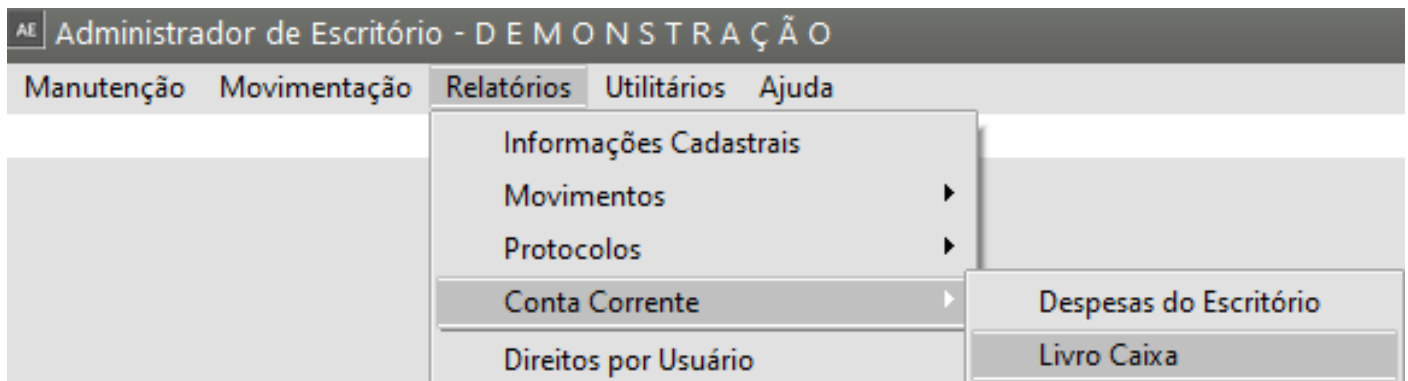 AE Administrador de Escritório - D E M O N S T R A Ç Ã O
Manutenção Movimentação Relatórios Utilitários Ajuda
Informações Cadastrais
Movimentos
Protocolos
Conta Corrente
Despesas do Escritório
Livro Caixa
Direitos por Usuário